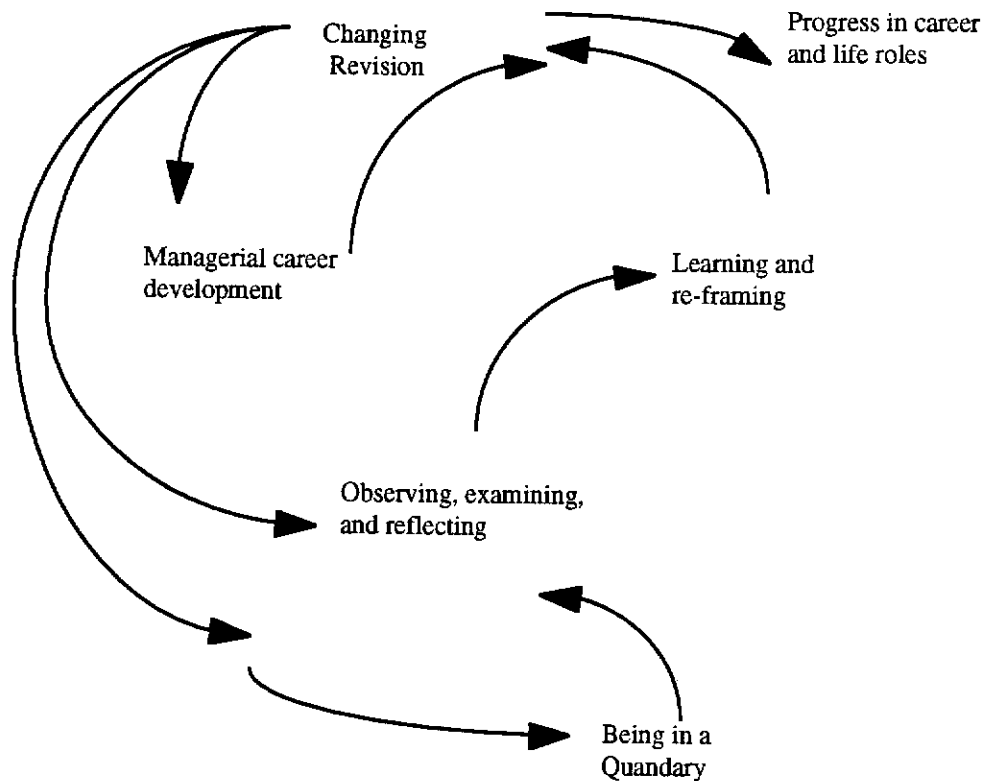 Changing
Revision
Progress in career
and life roles
Managerial career
development
Learning and
re-framing
Observing, examining,
and reflecting
Being in a
Quandary